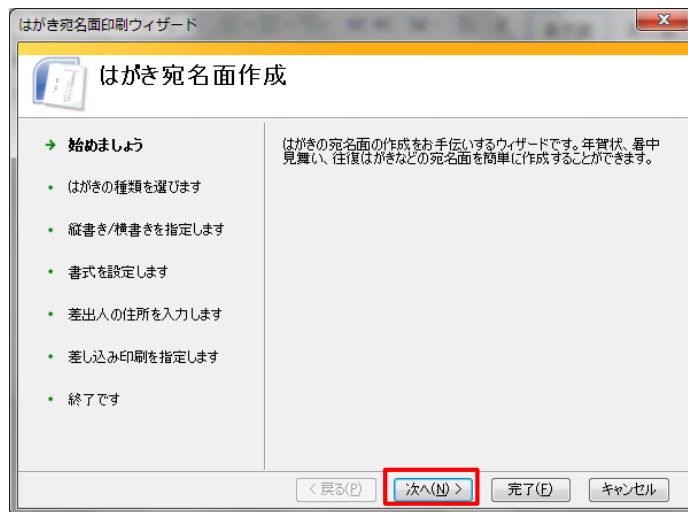 はがき宛名面印刷ウィザード
はがき宛名面作成
始めましょう
はがきの種類を選びます
縦書き/横書きを指定します
書式を設定します
差出人の住所を入力します
差し込み印刷を指定します
終了です
はがきの宛名面の作成をお手伝いするウィザードです。年賀状、暑中
見舞い、往復はがきなどの宛名面を簡単に作成することができます。
< 戻る(P)
次へ(N) >
完了(F)
キャンセル